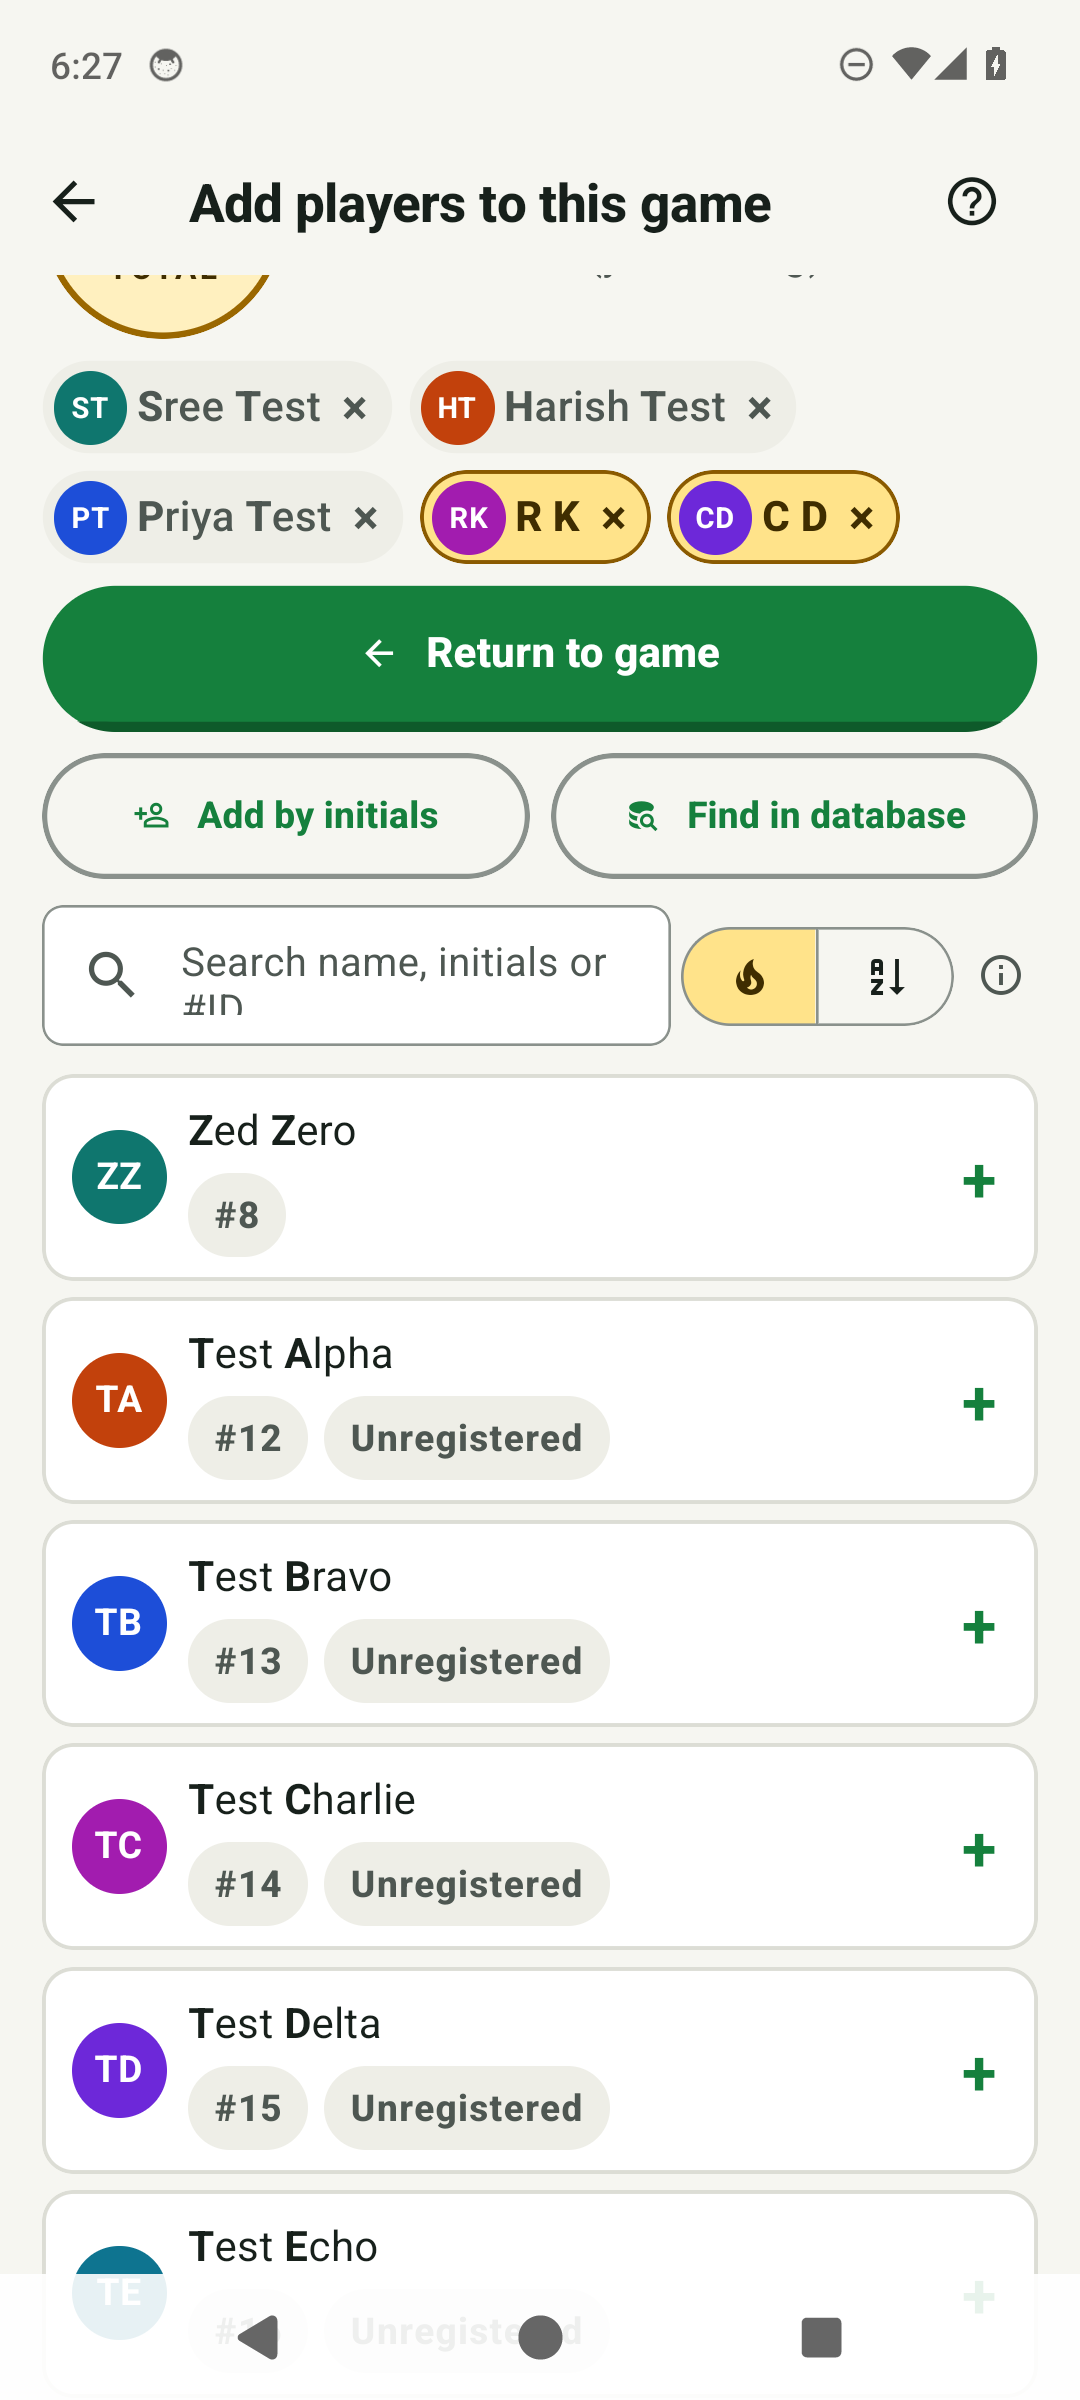 6:27
Add players to this game
TOTAL
ST Sree Test × HT Harish Test ×
PT Priya Test × RK R K × CD C D ×
← Return to game
Add by initials Find in database
Search name, initials or
#ID
ZZ Zed Zero
#8
TA Test Alpha
#12 Unregistered
TB Test Bravo
#13 Unregistered
TC Test Charlie
#14 Unregistered
TD Test Delta
#15 Unregistered
TE Test Echo
Unregistered